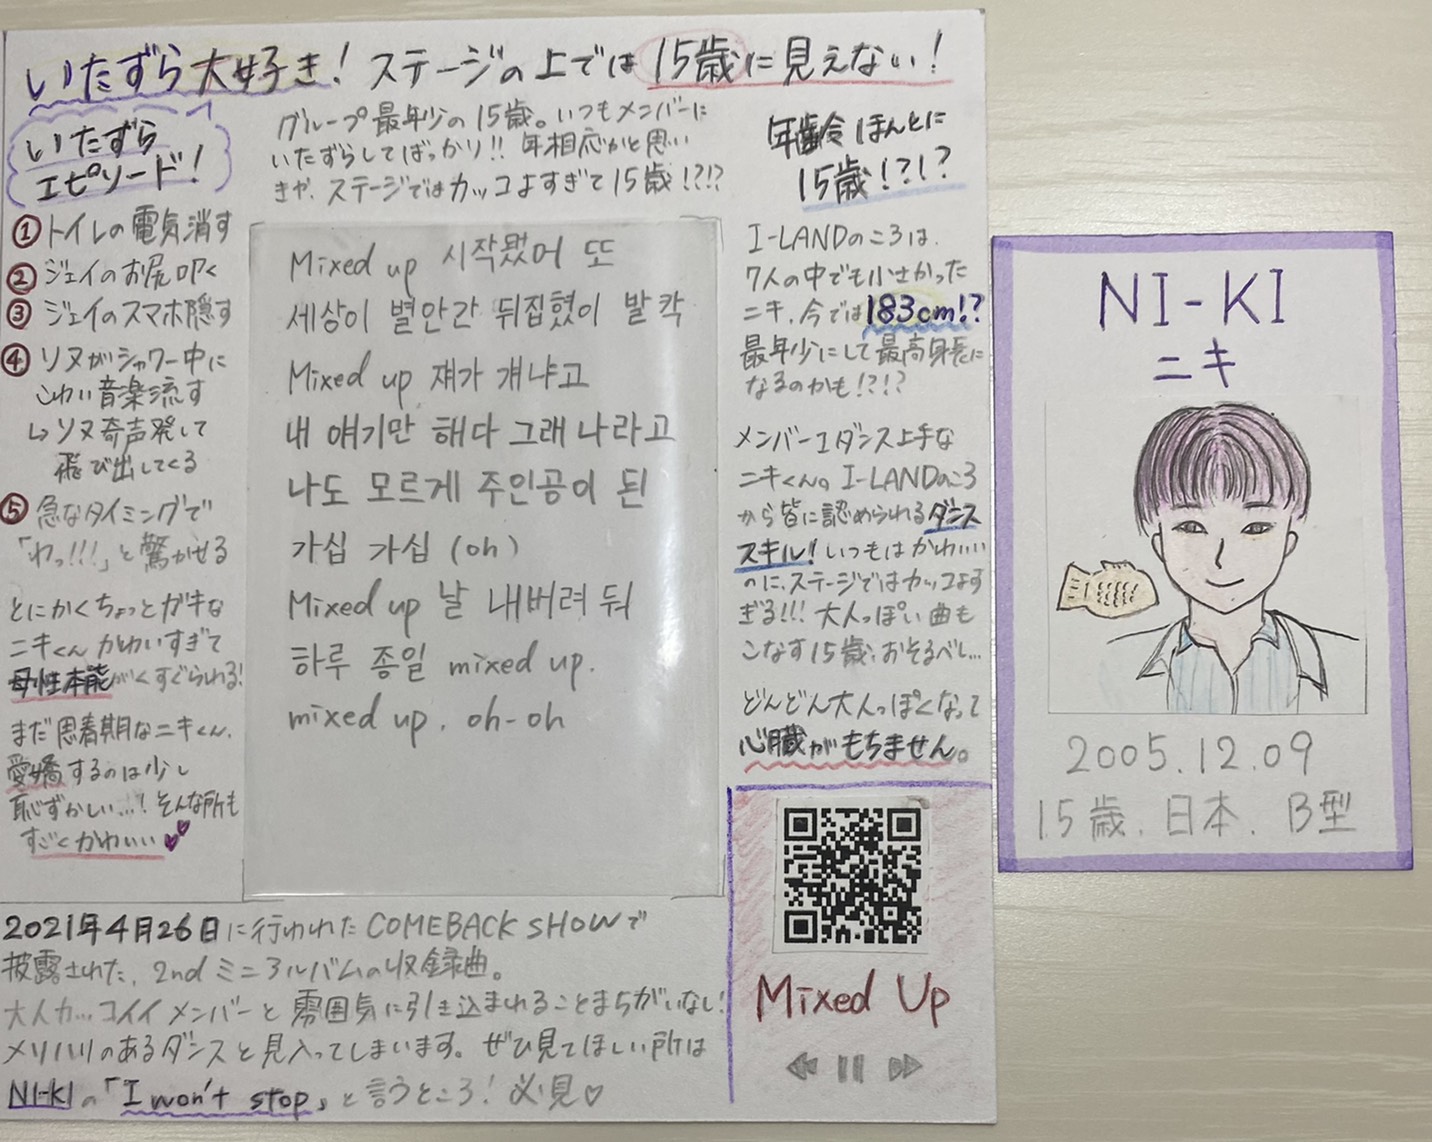 いたずら大好き！ステージの上では15歳に見えない！
いたずら
エピソード！
グループ最年少の15歳。いつもメンバーに
いたずらしてばっかり!! 年相応かと思い
きや、ステージではカッコよすぎて15歳!?!?
年齢 ほんとに
15歳!?!?
① トイレの電気消す
② ジェイのお尻叩く
③ ジェイのスマホ隠す
④ ソヌがシャワー中に
こわい音楽流す
↳ソヌ奇声発して
飛び出してくる
⑤ 急なタイミングで
「わっ!!!」と驚かせる
とにかくちょっとガキな
ニキくんかわいすぎて
母性本能がくすぐられる!
まだ思春期なニキくん、
愛嬌するのは少し
恥ずかしい…! そんな所も
すごくかわいい
Mixed up 시작됐어 또
세상이 별안간 뒤집혔어 발칵
Mixed up 쟤가 걔냐고
내 얘기만 해다 그래 나라고
나도 모르게 주인공이 된
가십 가십 (oh)
Mixed up 날 내버려 둬
하루 종일 mixed up.
mixed up. oh-oh
I-LANDのころは、
7人の中でも小さかった
ニキ、今では183cm!?
最年少にして最高身長に
なるのかも!?!?
メンバー1ダンス上手な
ニキくん。I-LANDのころ
から皆に認められるダンス
スキル! いつもはかわいい
のに、ステージではカッコよす
ぎる!!! 大人っぽい曲も
こなす15歳、おそるべし…
どんどん大人っぽくなって
心臓がもちません。
2021年4月26日に行われたCOMEBACK SHOWで
披露された、2ndミニアルバムの収録曲。
大人カッコイイメンバーと雰囲気に引き込まれることまちがいなし!
メリハリのあるダンスと見入ってしまいます。ぜひ見てほしい所は
NI-KIの「I won't stop」と言うところ! 必見♡
Mixed Up
NI-KI
ニキ
2005.12.09
15歳、日本、B型